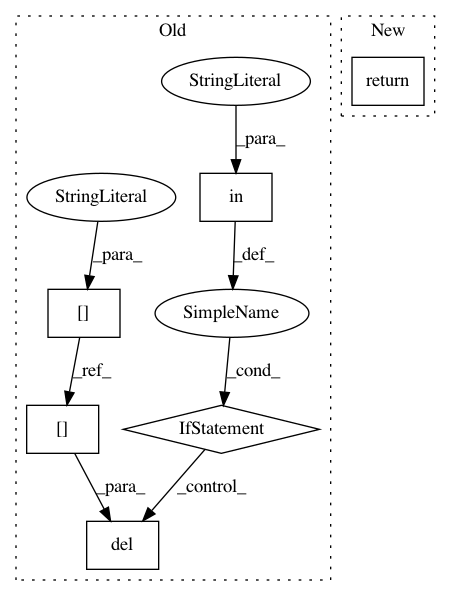 Old
New
StringLiteral
return
_para_
StringLiteral
in
_para_
_def_
[]
SimpleName
_ref_
_cond_
[]
IfStatement
_para_
_control_
del